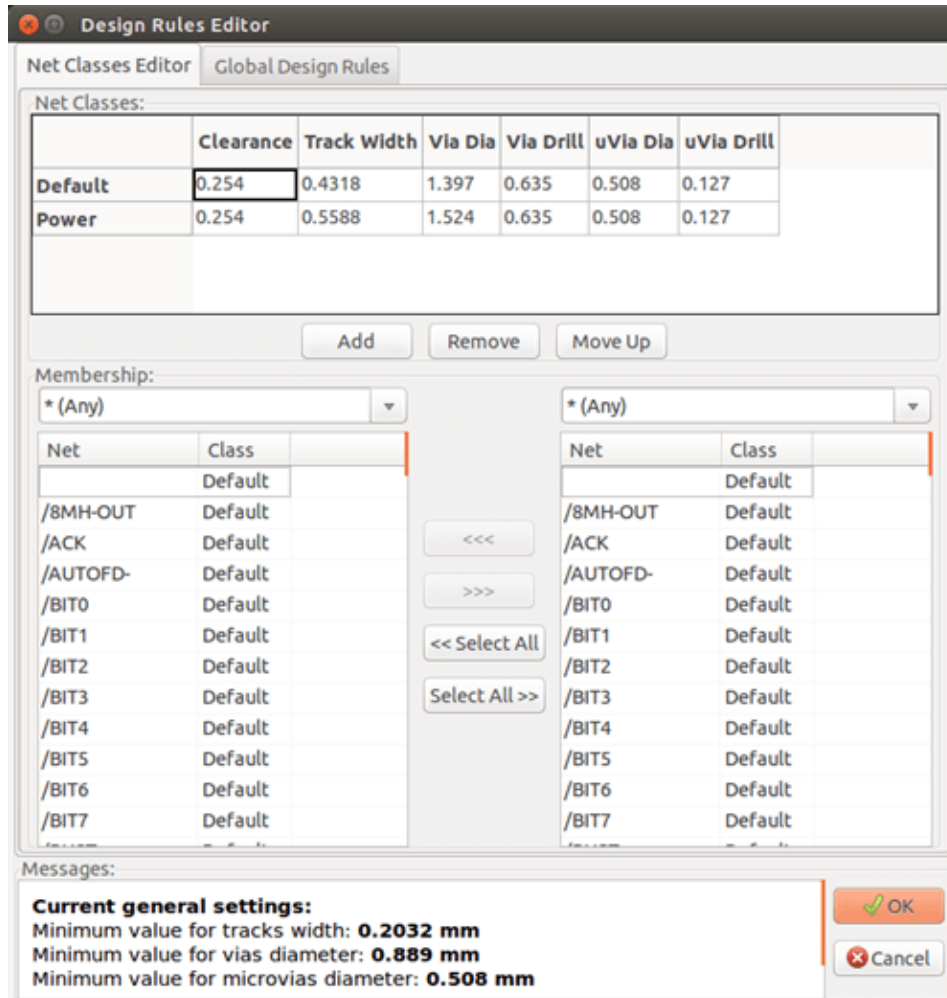 Design Rules Editor
Net Classes Editor Global Design Rules
Net Classes:
Clearance Track Width Via Dia Via Drill uVia Dia uVia Drill
Default 0.254 0.4318 1.397 0.635 0.508 0.127
Power 0.254 0.5588 1.524 0.635 0.508 0.127
Add Remove Move Up
Membership:
* (Any) * (Any)
Net Class Net Class
Default Default
/8MH-OUT Default /8MH-OUT Default
/ACK Default <<< /ACK Default
/AUTOFD- Default /AUTOFD- Default
/BIT0 Default >>> /BIT0 Default
/BIT1 Default << Select All /BIT1 Default
/BIT2 Default /BIT2 Default
/BIT3 Default Select All >> /BIT3 Default
/BIT4 Default /BIT4 Default
/BIT5 Default /BIT5 Default
/BIT6 Default /BIT6 Default
/BIT7 Default /BIT7 Default
Messages:
Current general settings: OK
Minimum value for tracks width: 0.2032 mm
Minimum value for vias diameter: 0.889 mm Cancel
Minimum value for microvias diameter: 0.508 mm